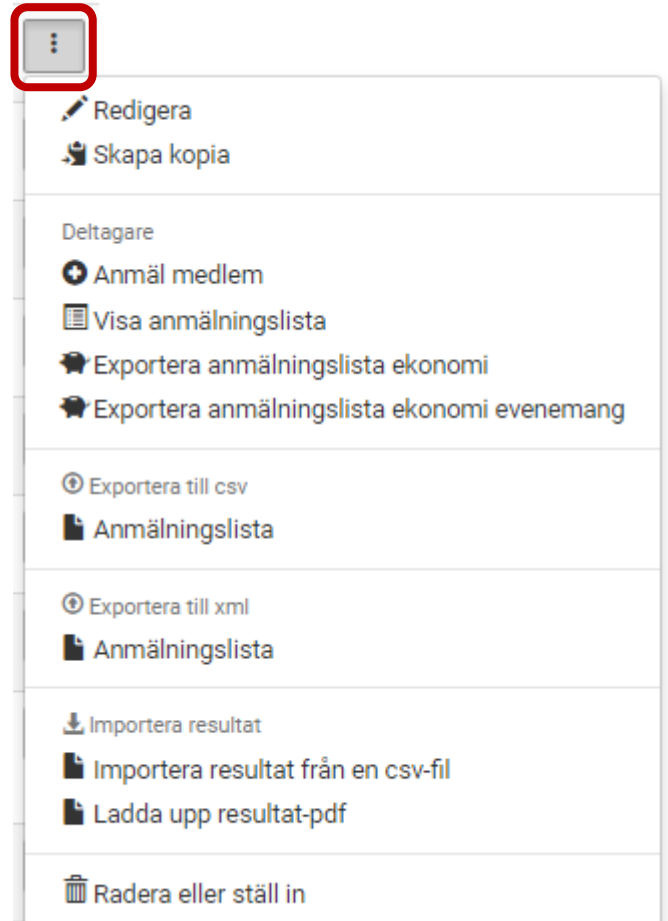 Redigera
Skapa kopia
Deltagare
Anmäl medlem
Visa anmälningslista
Exportera anmälningslista ekonomi
Exportera anmälningslista ekonomi evenemang
Exportera till csv
Anmälningslista
Exportera till xml
Anmälningslista
Importera resultat
Importera resultat från en csv-fil
Ladda upp resultat-pdf
Radera eller ställ in